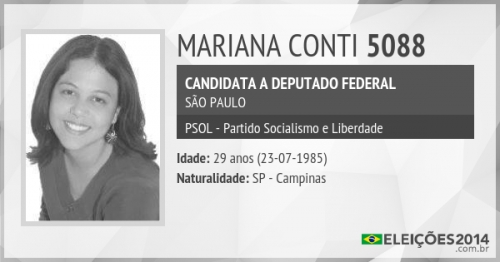 MARIANA CONTI 5088
CANDIDATA A DEPUTADO FEDERAL
SÃO PAULO
PSOL - Partido Socialismo e Liberdade
Idade: 29 anos (23-07-1985)
Naturalidade: SP - Campinas
ELEIÇÕES2014
.com.br